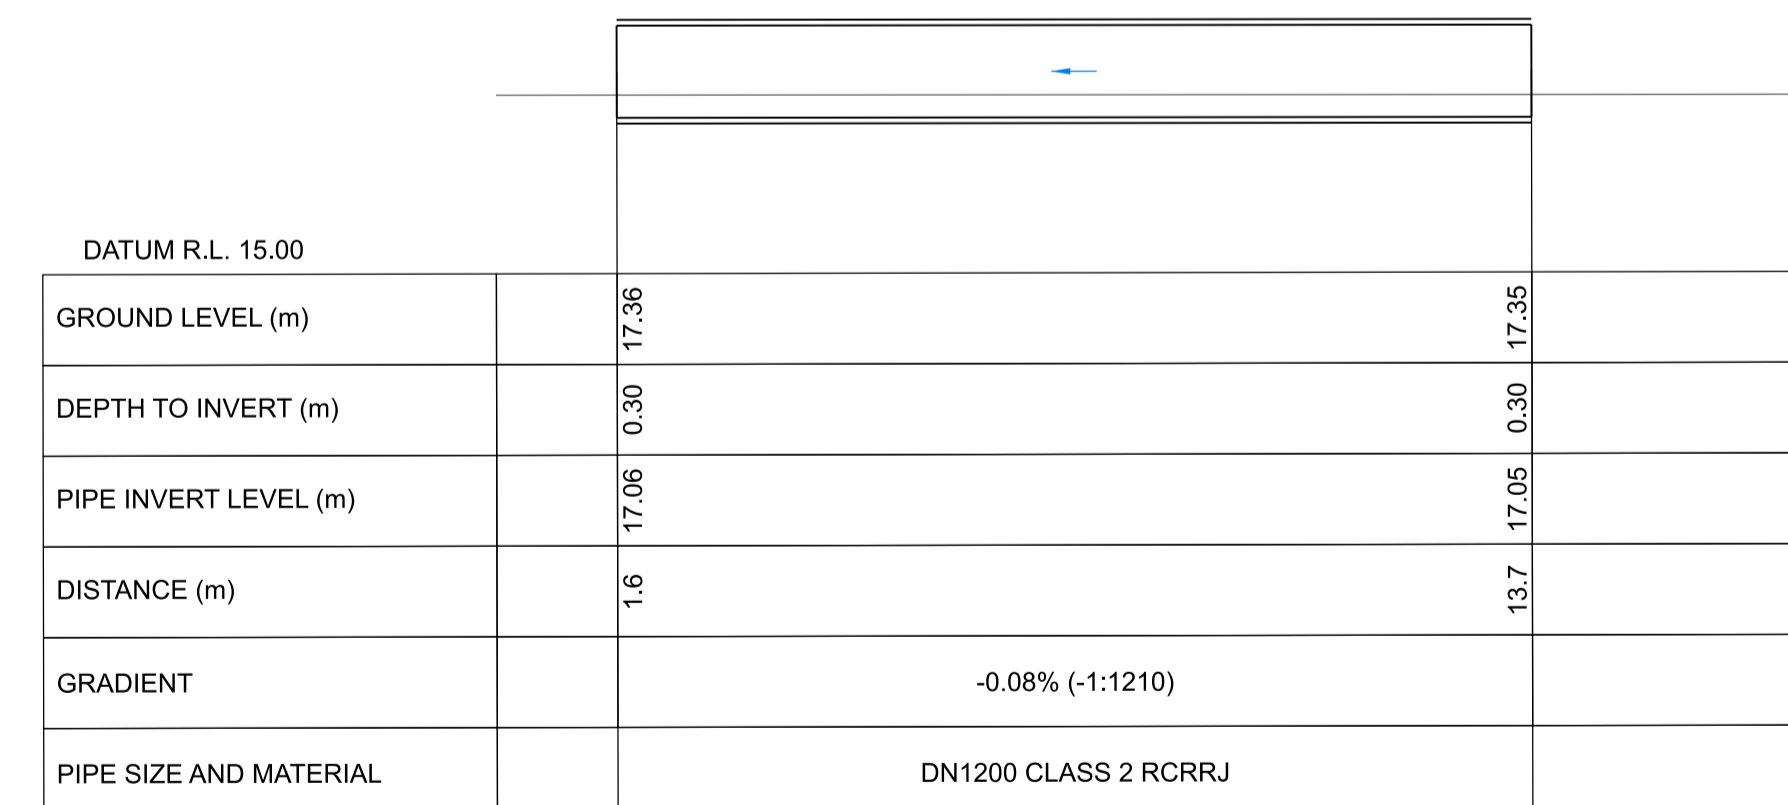 DATUM R.L. 15.00
GROUND LEVEL (m) 17.36 17.35
DEPTH TO INVERT (m) 0.30 0.30
PIPE INVERT LEVEL (m) 17.06 17.05
DISTANCE (m) 1.6 13.7
GRADIENT -0.08% (-1:1210)
PIPE SIZE AND MATERIAL DN1200 CLASS 2 RCRRJ